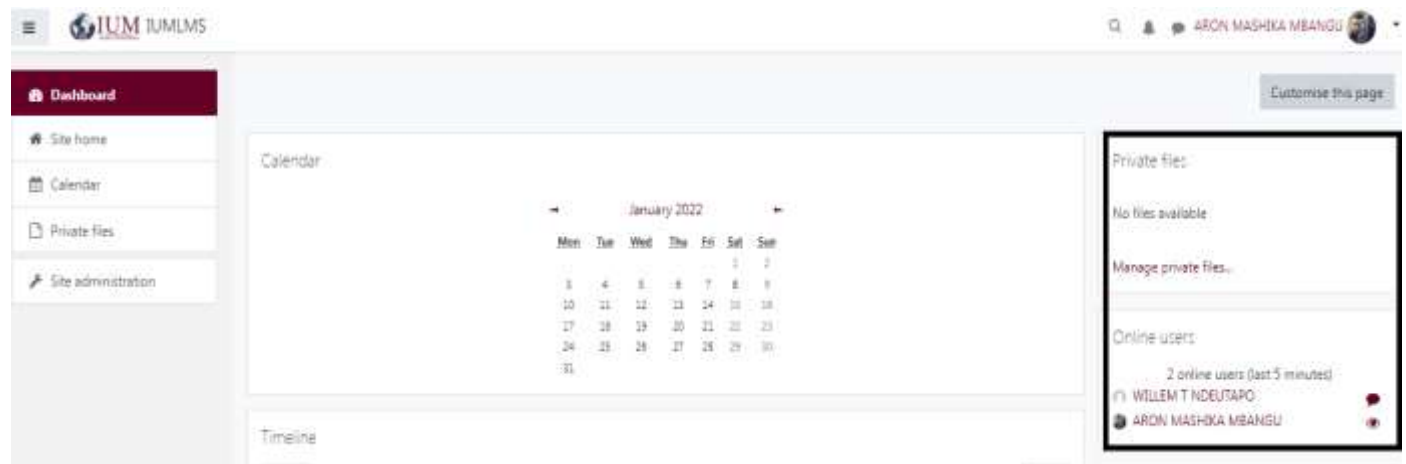 IUM IUMLMS
ARON MASHIKA MBANGU
Dashboard
Customise this page
Site home
Calendar
Private files
Site administration
Calendar
January 2022
Mon Tue Wed Thu Fri Sat Sun
1 2
3 4 5 6 7 8 9
10 11 12 13 14 15 16
17 18 19 20 21 22 23
24 25 26 27 28 29 30
31
Timeline
Private files
No files available
Manage private files...
Online users
2 online users (last 5 minutes)
WILLEM T NDEUTAPO
ARON MASHIKA MBANGU